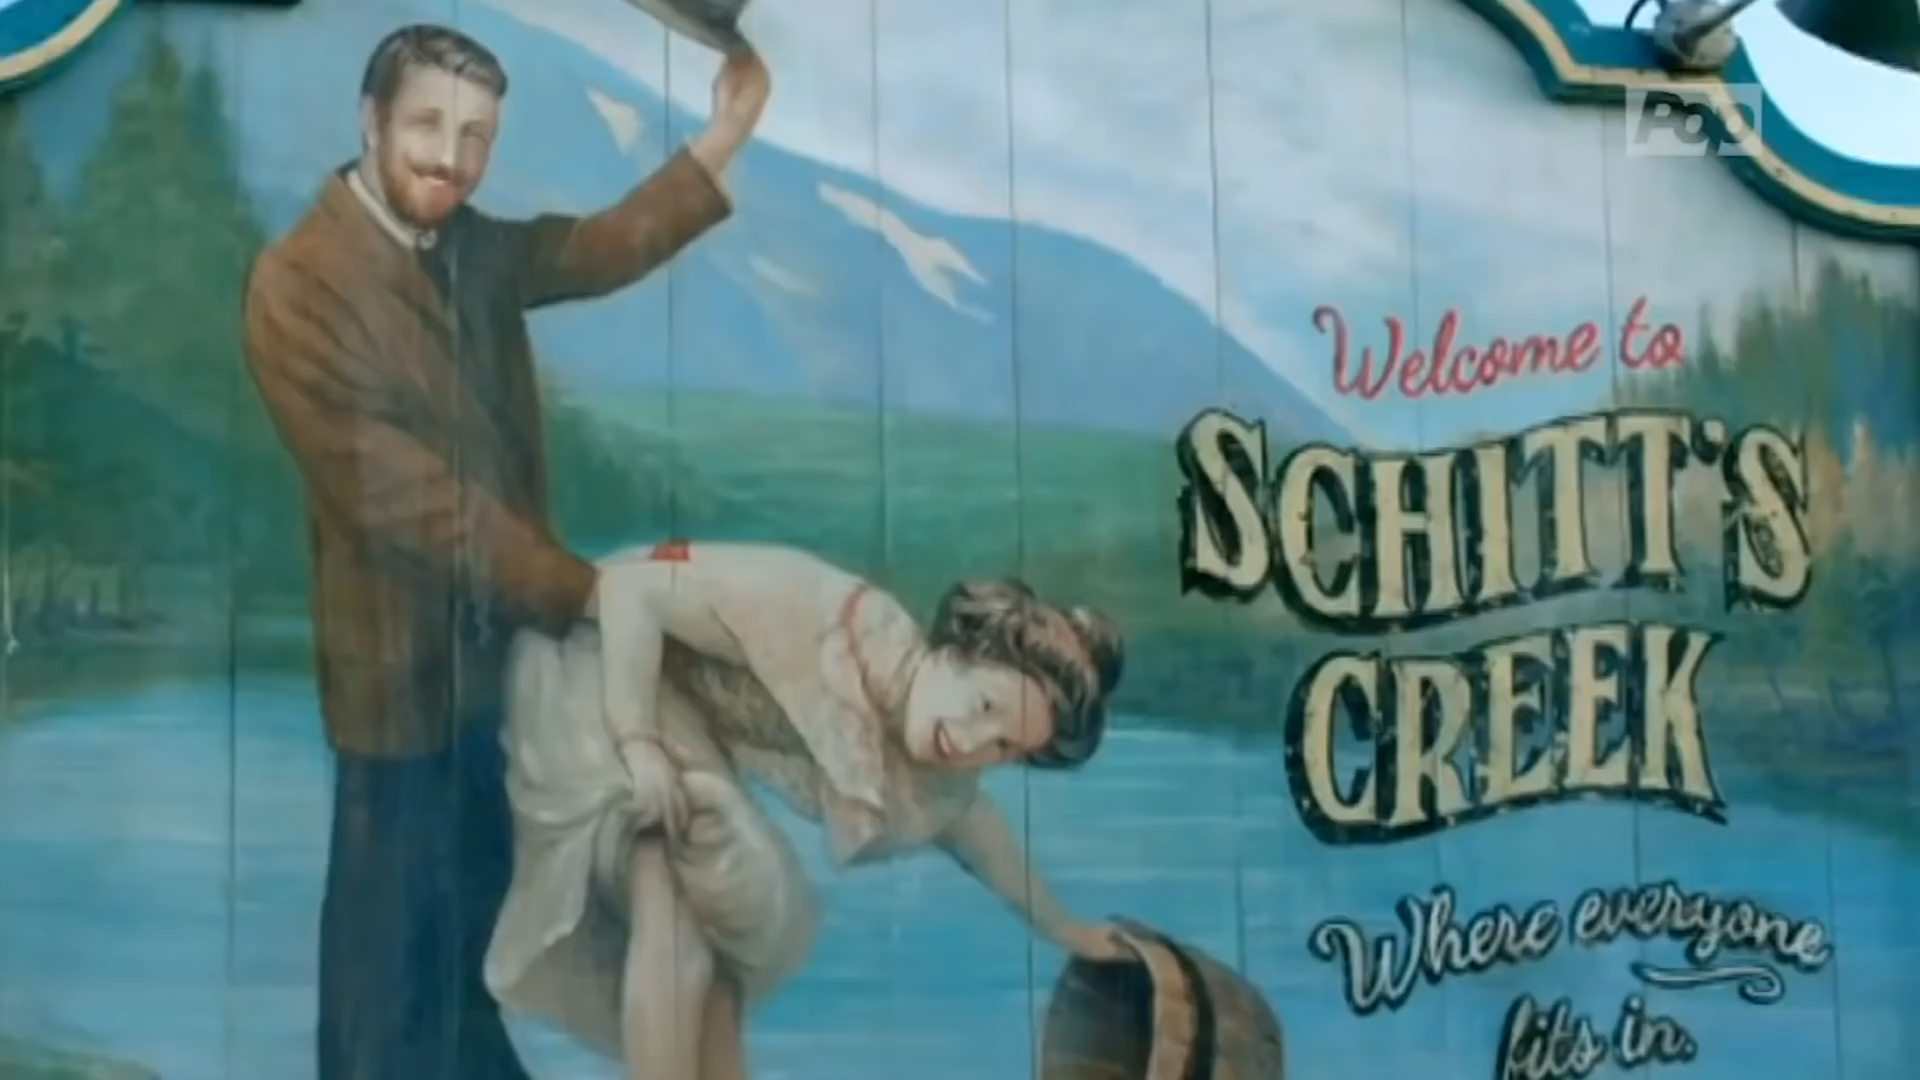 Pop
Welcome to
SCHITT'S
CREEK
Where everyone
fits in.